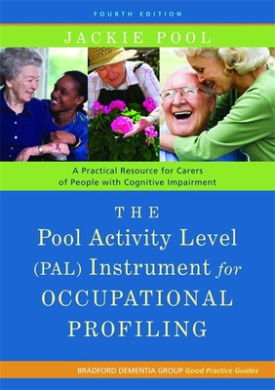 FOURTH EDITION
JACKIE POOL
A Practical Resource for Carers
of People with Cognitive Impairment
THE
Pool Activity Level
(PAL) Instrument for
OCCUPATIONAL
PROFILING
BRADFORD DEMENTIA GROUP Good Practice Guides